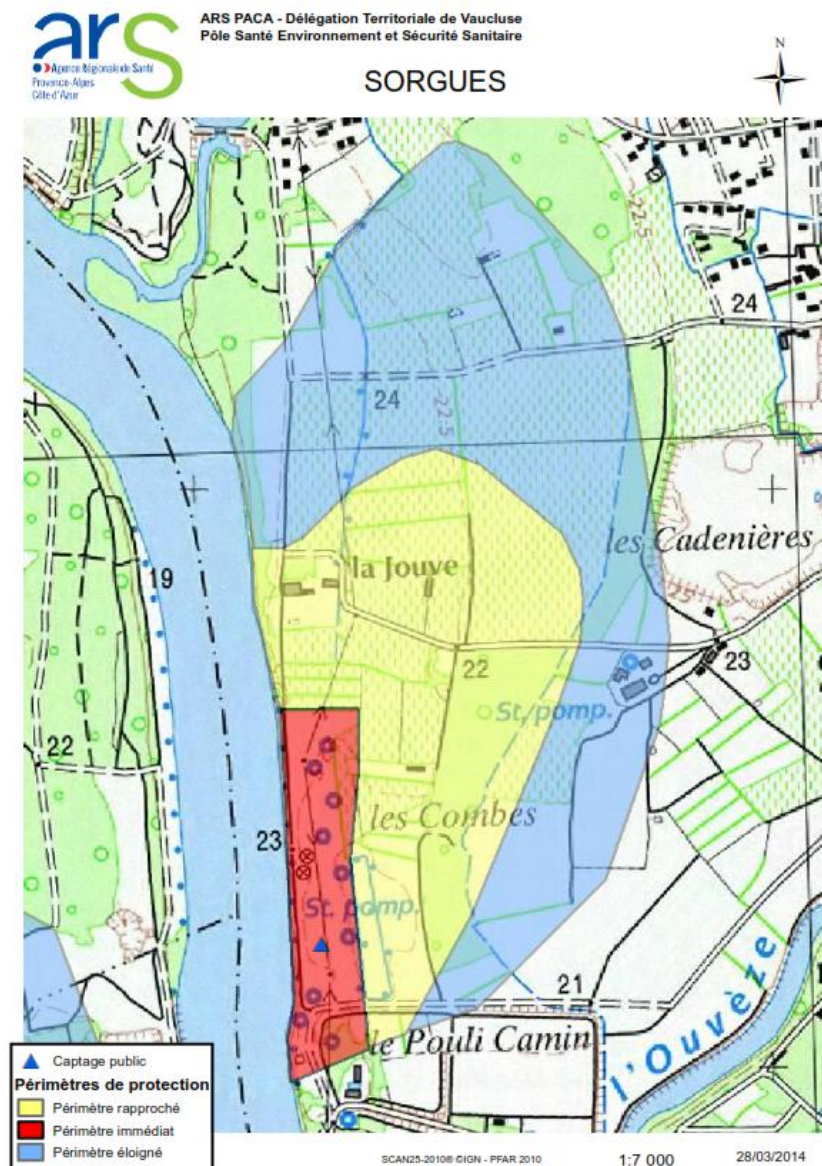 ars
Agence Régionale de Santé
Provence-Alpes
Côte d'Azur
ARS PACA - Délégation Territoriale de Vaucluse
Pôle Santé Environnement et Sécurité Sanitaire
SORGUES
N
22.5
24
24
22.5
les Cadenières
25
19
la Jouve
22
23
St. pomp.
22
23
les Combes
St. pomp.
21
le Pouli Camin
l'Ouvèze
Captage public
Périmètres de protection
Périmètre rapproché
Périmètre immédiat
Périmètre éloigné
SCAN25-2010® ©IGN - PFAR 2010
1:7 000
28/03/2014